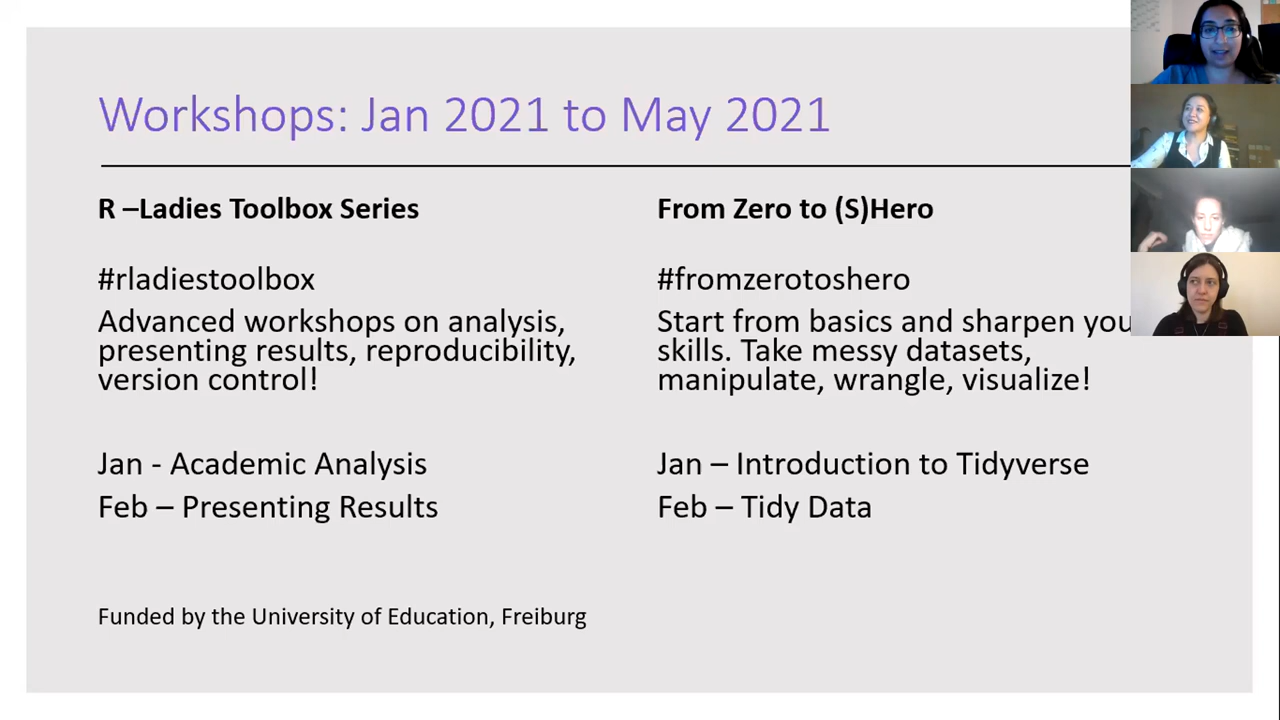 Workshops: Jan 2021 to May 2021
R –Ladies Toolbox Series
#rladiestoolbox
Advanced workshops on analysis,
presenting results, reproducibility,
version control!
Jan - Academic Analysis
Feb – Presenting Results
From Zero to (S)Hero
#fromzerotoshero
Start from basics and sharpen you
skills. Take messy datasets,
manipulate, wrangle, visualize!
Jan – Introduction to Tidyverse
Feb – Tidy Data
Funded by the University of Education, Freiburg